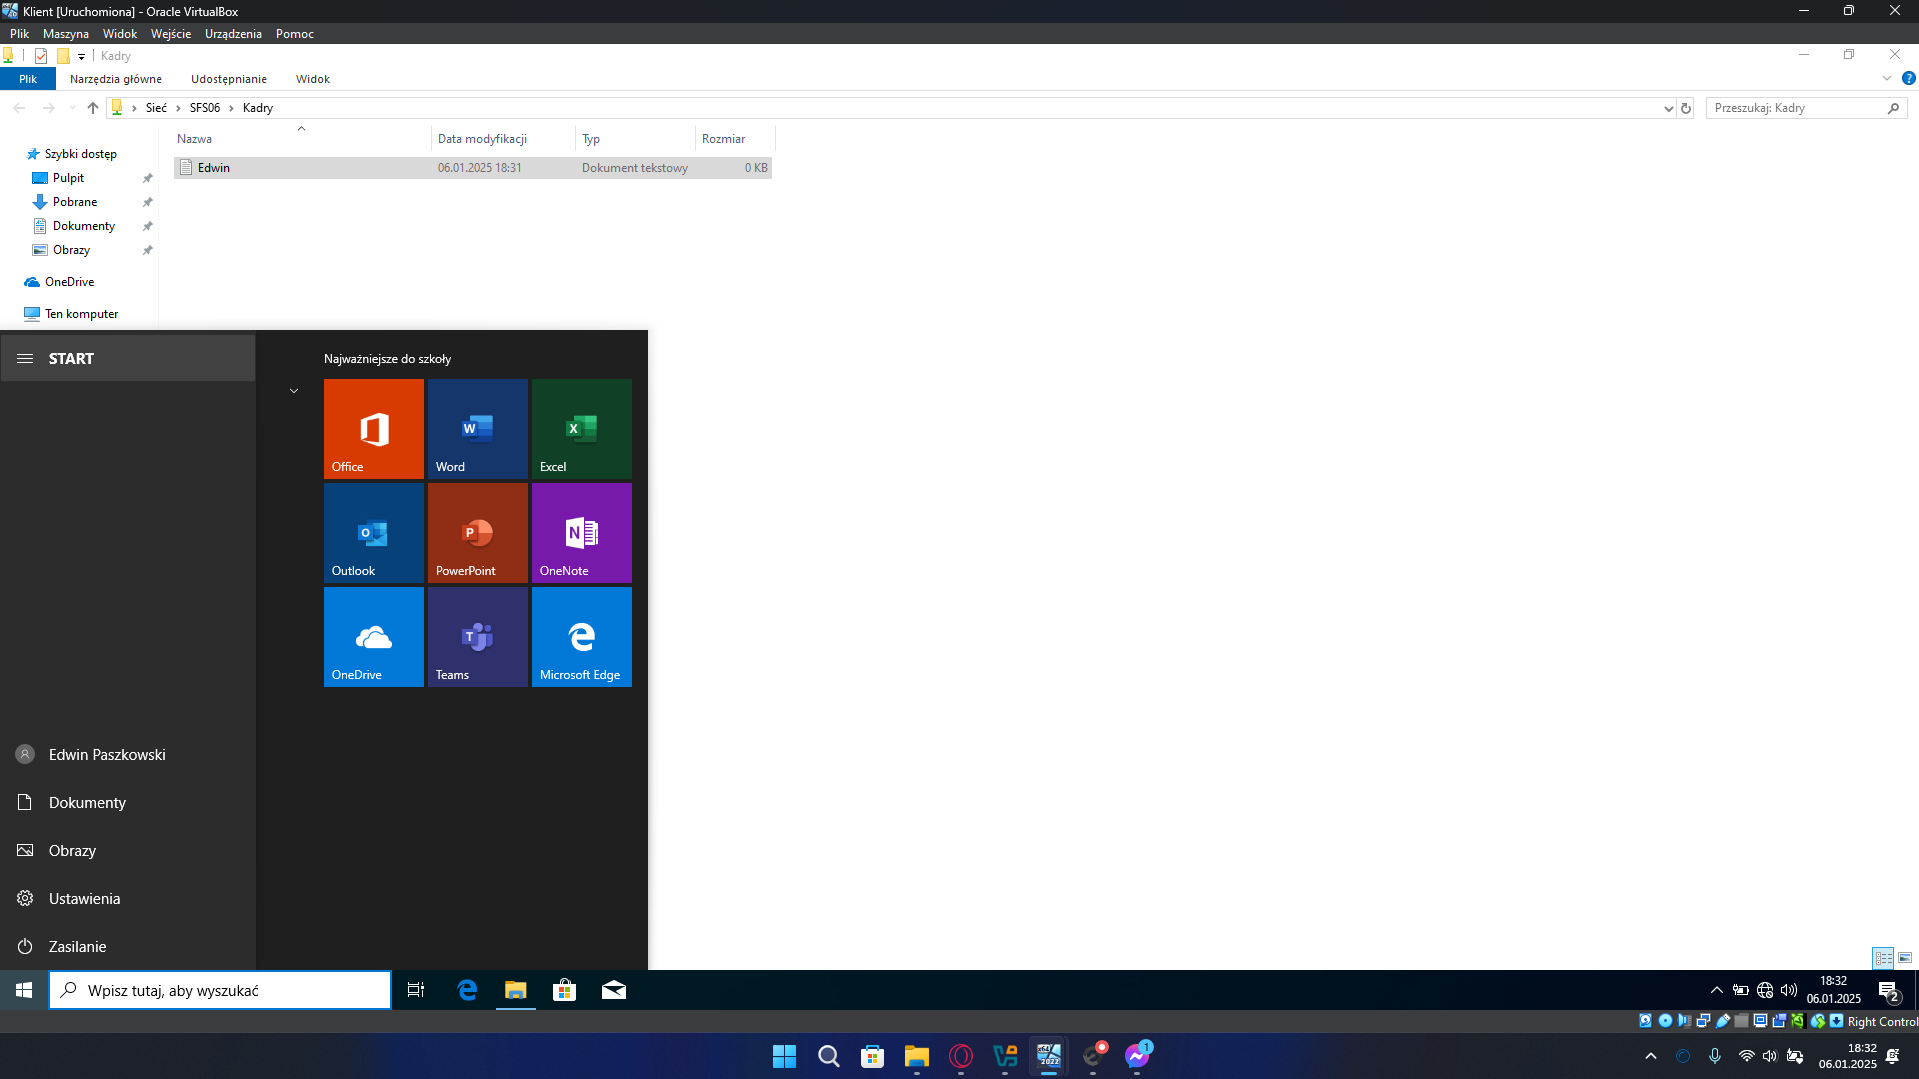 Klient [Uruchomiona] - Oracle VirtualBox
Plik Maszyna Widok Wejście Urządzenia Pomoc
Kadry
Plik Narzędzia główne Udostępnianie Widok
Sieć > SFS06 > Kadry
Przeszukaj: Kadry
Nazwa Data modyfikacji Typ Rozmiar
Szybki dostęp
Edwin 06.01.2025 18:31 Dokument tekstowy 0 KB
Pulpit
Pobrane
Dokumenty
Obrazy
OneDrive
Ten komputer
START
Najważniejsze do szkoły
Office Word Excel
Outlook PowerPoint OneNote
OneDrive Teams Microsoft Edge
Edwin Paszkowski
Dokumenty
Obrazy
Ustawienia
Zasilanie
Wpisz tutaj, aby wyszukać
18:32
06.01.2025
2
Right Control
1
18:32
06.01.2025